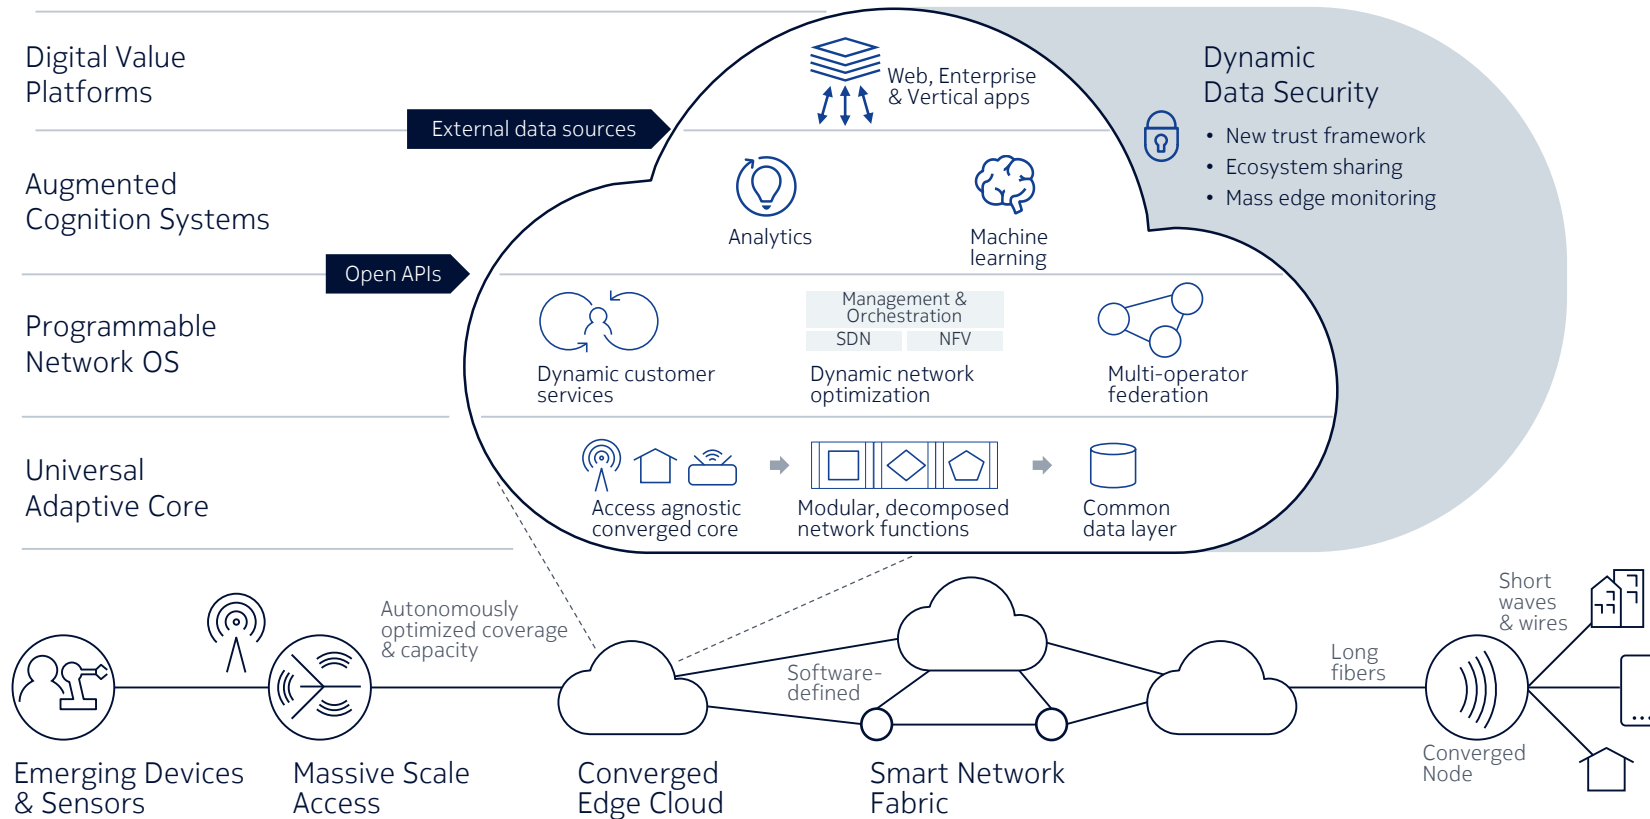 Digital Value
Platforms
Web, Enterprise
& Vertical apps
Dynamic
Data Security
• New trust framework
• Ecosystem sharing
• Mass edge monitoring
External data sources
Augmented
Cognition Systems
Analytics
Machine
learning
Open APIs
Programmable
Network OS
Management &
Orchestration
SDN
NFV
Dynamic customer
services
Dynamic network
optimization
Multi-operator
federation
Universal
Adaptive Core
Access agnostic
converged core
Modular, decomposed
network functions
Common
data layer
Autonomously
optimized coverage
& capacity
Software-
defined
Long
fibers
Short
waves
& wires
Converged
Node
Emerging Devices
& Sensors
Massive Scale
Access
Converged
Edge Cloud
Smart Network
Fabric